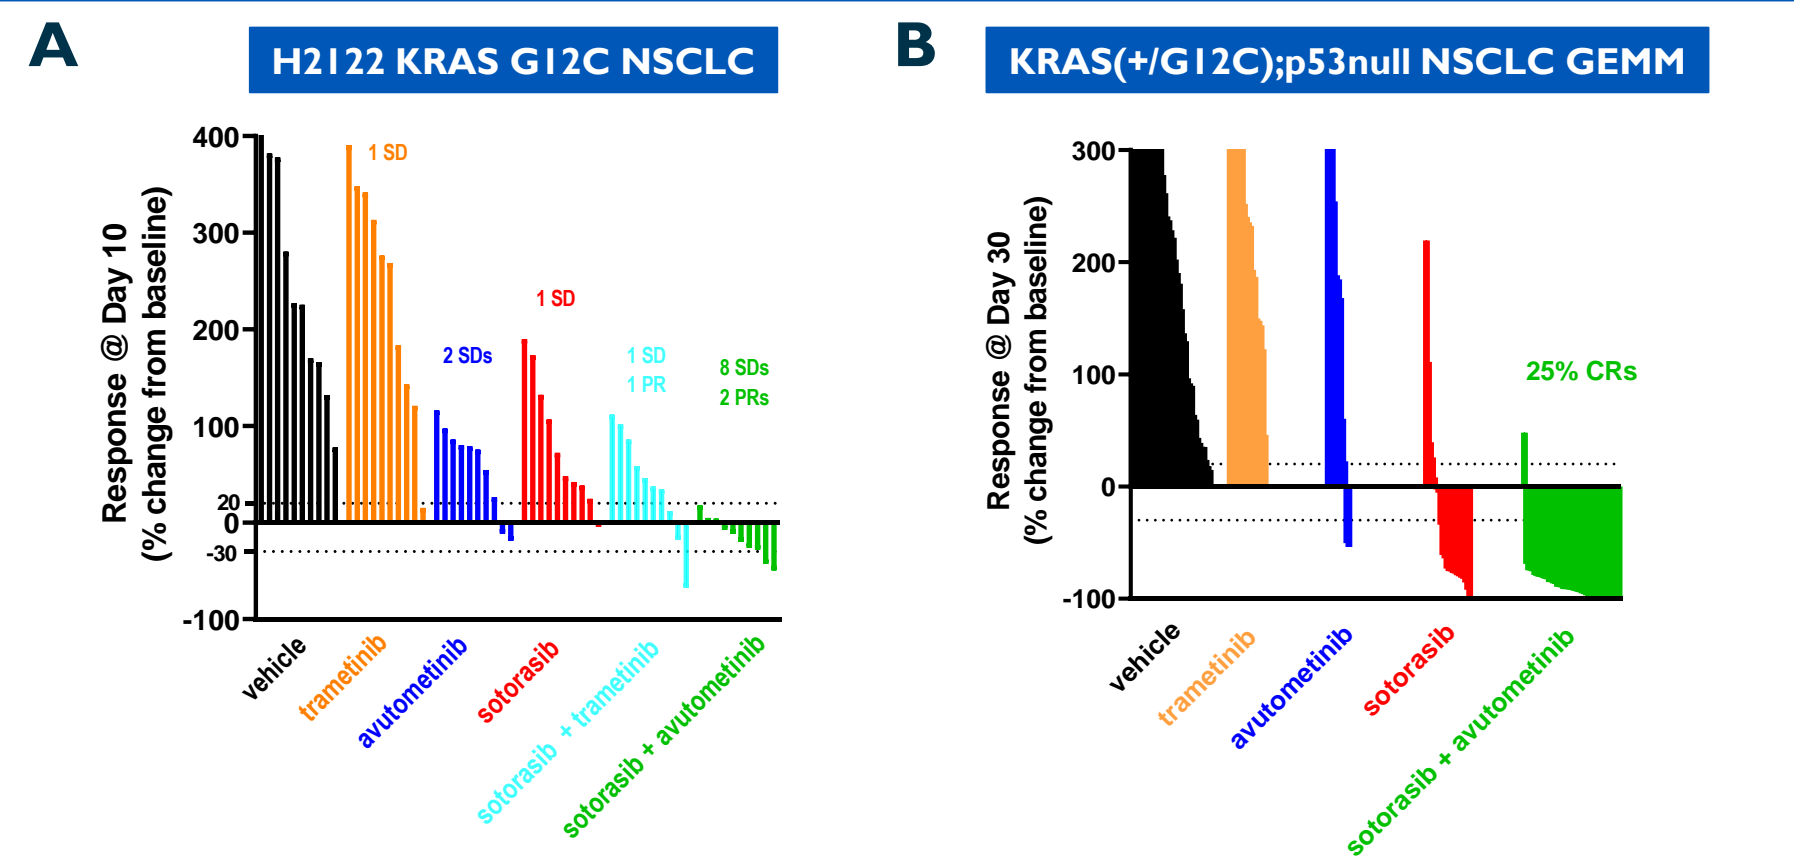 A
H2122 KRAS G12C NSCLC
Response @ Day 10
(% change from baseline)
400
300
200
100
20
0
-30
-100
1 SD
2 SDs
1 SD
1 SD
1 PR
8 SDs
2 PRs
vehicle
trametinib
avutometinib
sotorasib
sotorasib + trametinib
sotorasib + avutometinib
B
KRAS(+/G12C);p53null NSCLC GEMM
Response @ Day 30
(% change from baseline)
300
200
100
0
-100
25% CRs
vehicle
trametinib
avutometinib
sotorasib
sotorasib + avutometinib